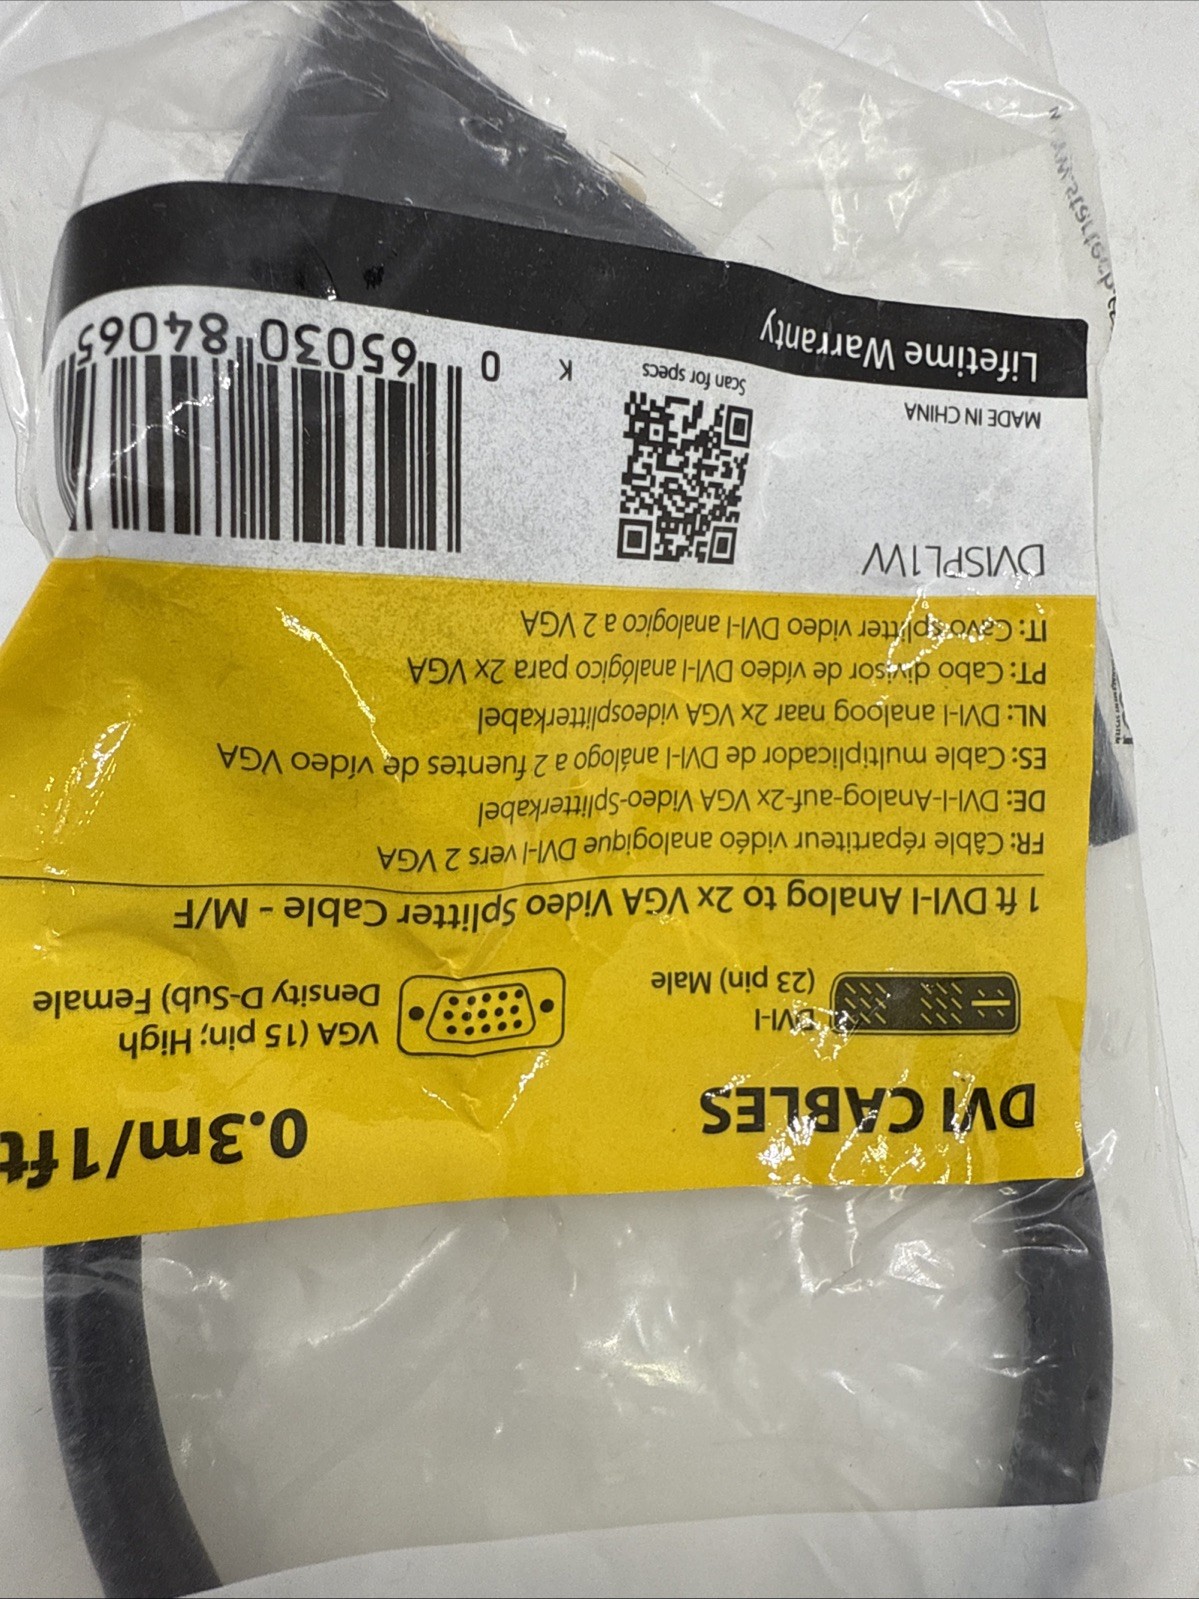 DVI CABLES
0.3m/1ft
DVI-I
(23 pin) Male
VGA (15 pin; High
Density D-Sub) Female
1 ft DVI-I Analog to 2x VGA Video Splitter Cable - M/F
FR: Câble répartiteur vidéo analogique DVI-I vers 2 VGA
DE: DVI-I-Analog-auf-2x VGA Video-Splitterkabel
ES: Cable multiplicador de DVI-I análogo a 2 fuentes de vídeo VGA
NL: DVI-I analoog naar 2x VGA videosplitterkabel
PT: Cabo divisor de vídeo DVI-I analógico para 2x VGA
IT: Cavo splitter video DVI-I analogico a 2 VGA
DVISPL1VV
MADE IN CHINA
Scan for specs
K
0 65030 84065
Lifetime Warranty